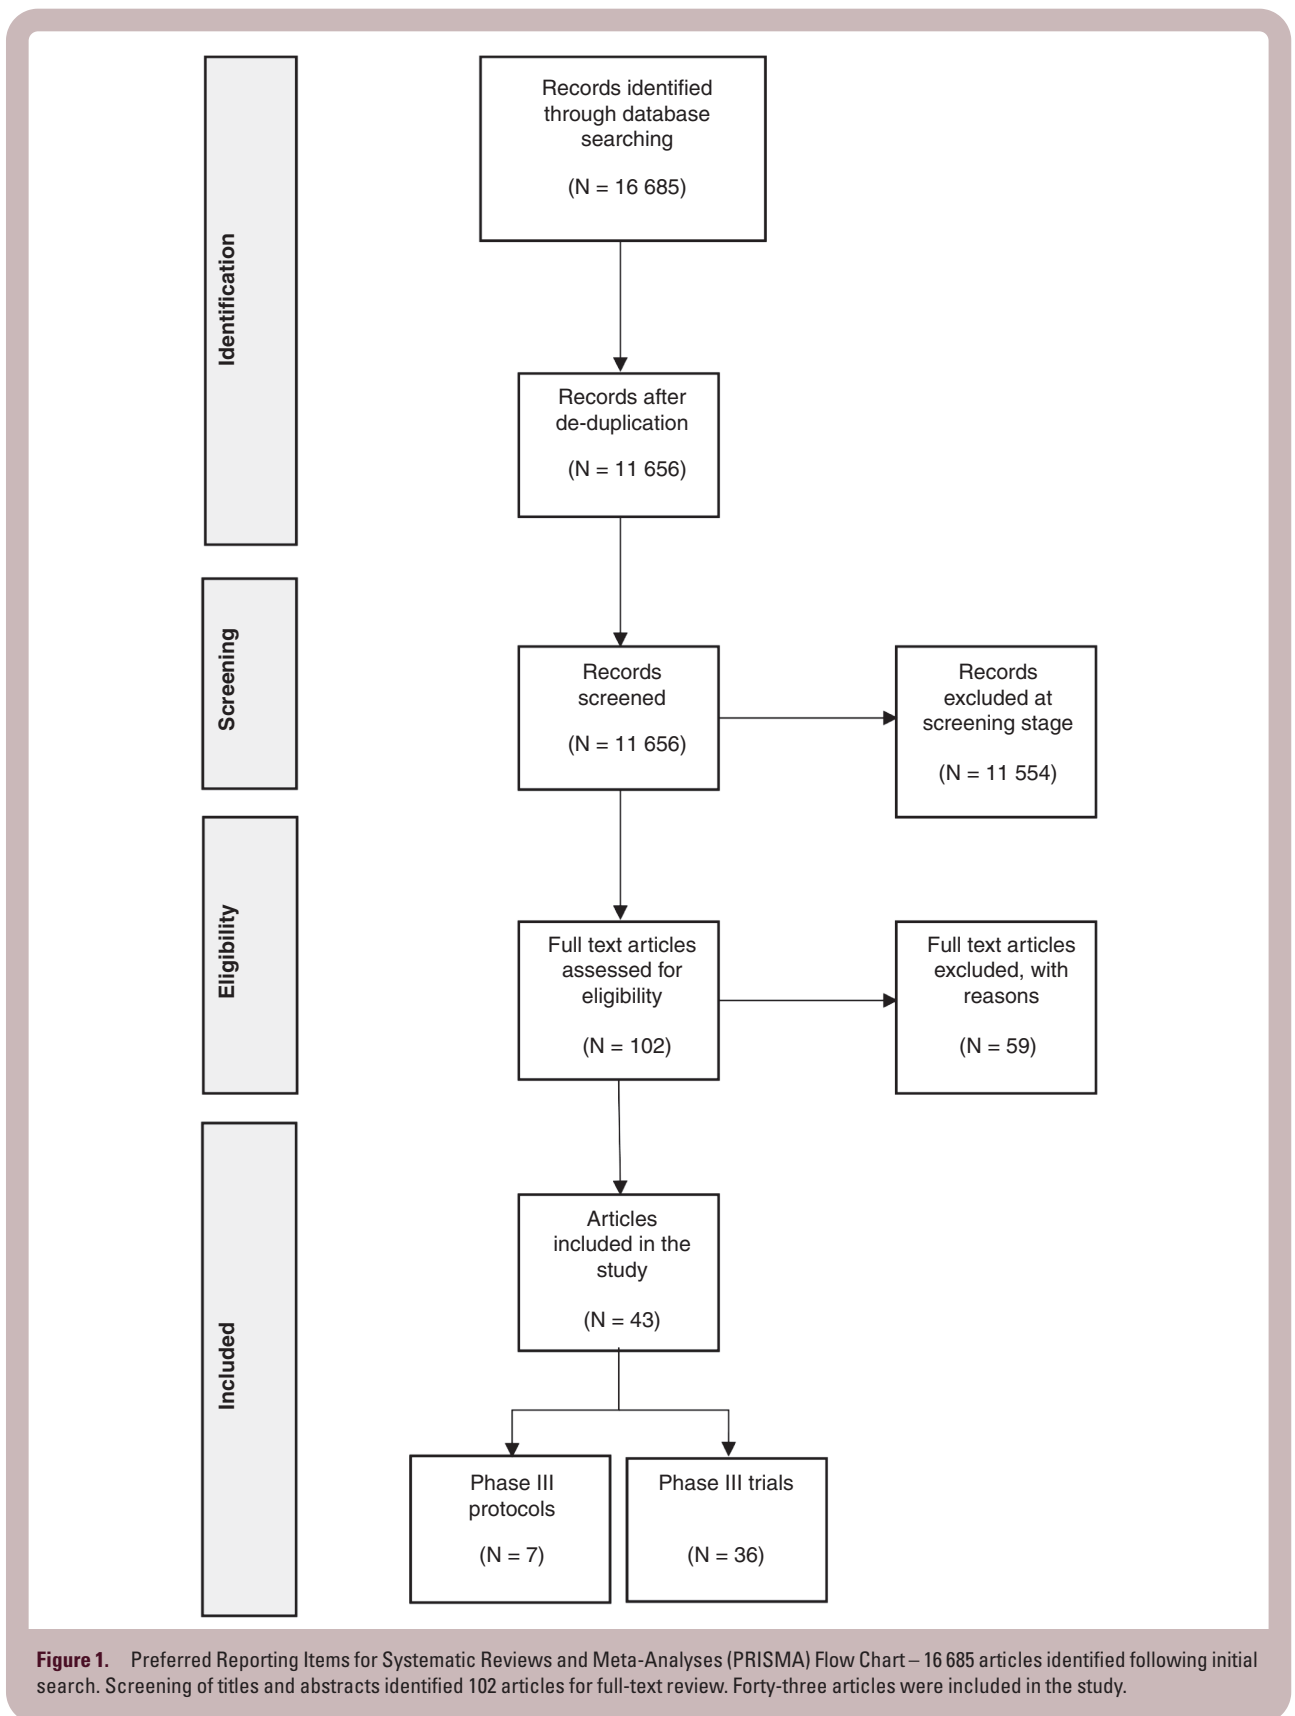 Identification
Records identified
through database
searching
(N = 16 685)
Records after
de-duplication
(N = 11 656)
Screening
Records
screened
(N = 11 656)
Records
excluded at
screening stage
(N = 11 554)
Eligibility
Full text articles
assessed for
eligibility
(N = 102)
Full text articles
excluded, with
reasons
(N = 59)
Included
Articles
included in the
study
(N = 43)
Phase III
protocols
(N = 7)
Phase III trials
(N = 36)
Figure 1. Preferred Reporting Items for Systematic Reviews and Meta-Analyses (PRISMA) Flow Chart – 16 685 articles identified following initial
search. Screening of titles and abstracts identified 102 articles for full-text review. Forty-three articles were included in the study.